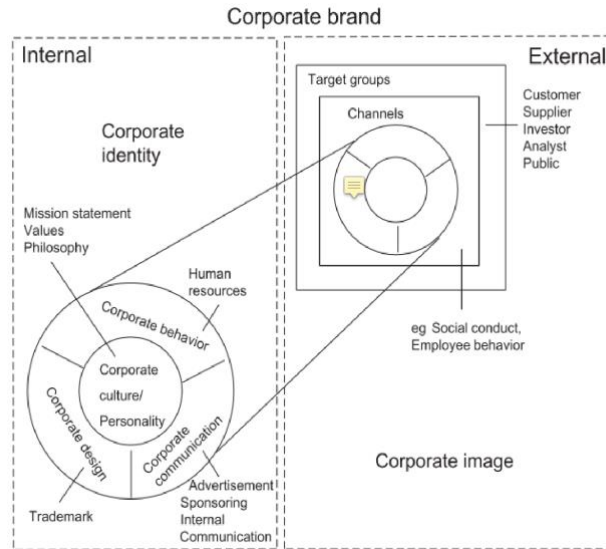 Corporate brand
Internal
External
Corporate
identity
Target groups
Channels
Customer
Supplier
Investor
Analyst
Public
Mission statement
Values
Philosophy
Human
resources
Corporate behavior
Corporate
culture/
Personality
Corporate design
Corporate
communication
eg Social conduct,
Employee behavior
Trademark
Advertisement
Sponsoring
Internal
Communication
Corporate image